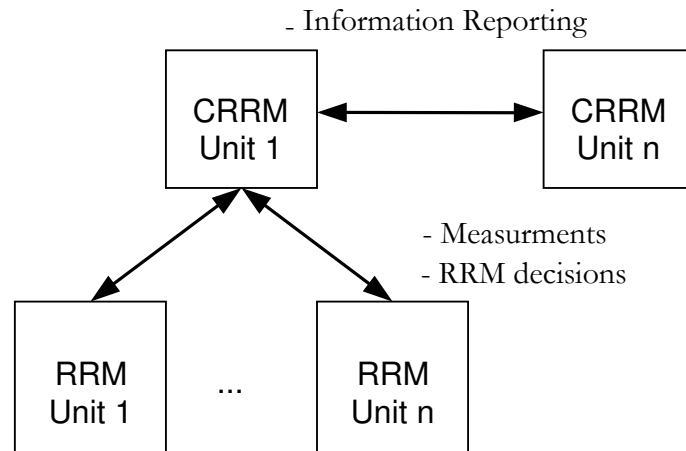 - Information Reporting
CRRM
Unit 1
CRRM
Unit n
- Measurments
- RRM decisions
RRM
Unit 1
...
RRM
Unit n